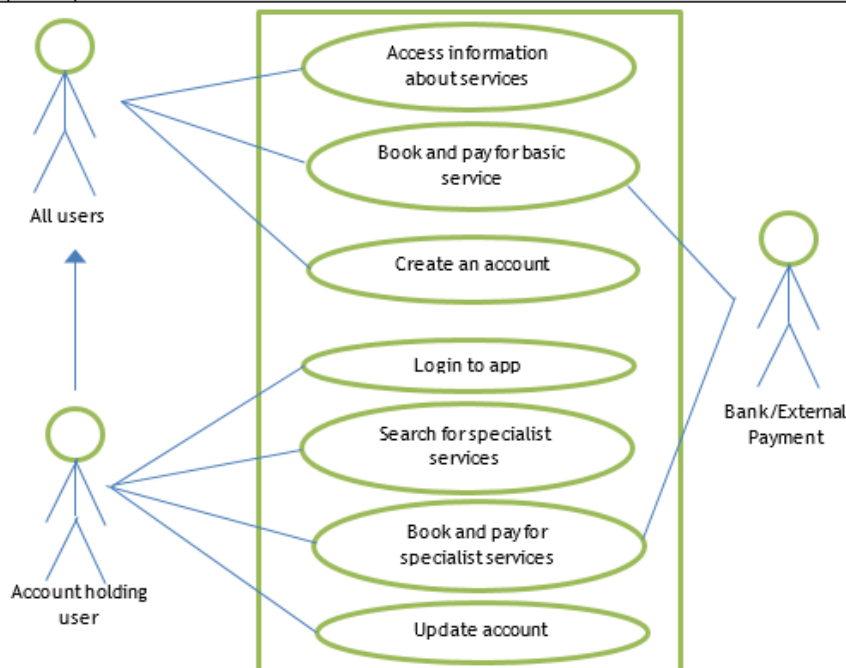 Access information
about services
Book and pay for basic
service
All users
Create an account
Login to app
Bank/External
Payment
Search for specialist
services
Book and pay for
specialist services
Account holding
user
Update account